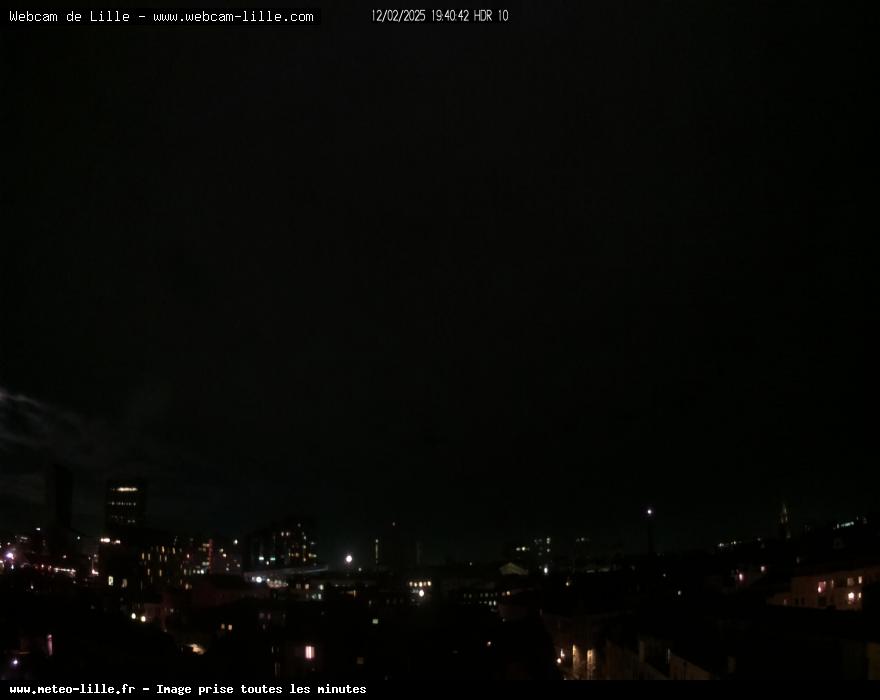 Webcam de Lille - www.webcam-lille.com
12/02/2025 19:40:42 HDR 10
www.meteo-lille.fr - Image prise toutes les minutes